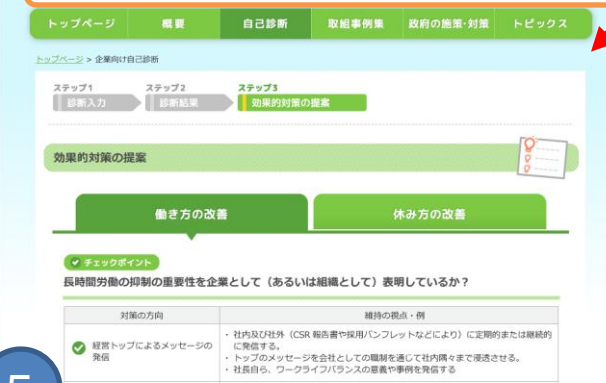 トップページ 概要 自己診断 取組事例集 政府の施策･対策 トピックス
トップページ > 企業向け自己診断
ステップ1 ステップ2 ステップ3
診断入力 診断結果 効果的対策の提案
効果的対策の提案
働き方の改善 休み方の改善
チェックポイント
長時間労働の抑制の重要性を企業として（あるいは組織として）表明しているか？
対策の方向 維持の視点・例
経営トップによるメッセージの
発信
・ 社内及び社外（CSR 報告書や採用パンフレットなどにより）に定期的または継続的
に発信する。
・ トップのメッセージを会社としての職制を通じて社内隅々まで浸透させる。
・ 社長自ら、ワークライフバランスの意義や事例を発信する
5